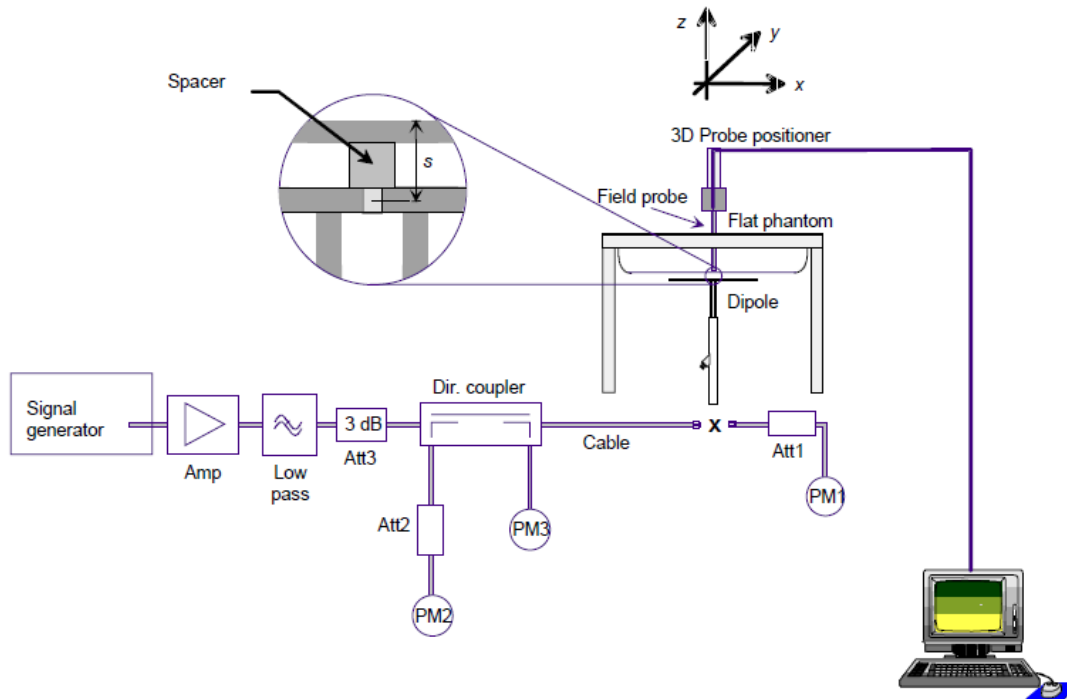 z
y
x
Spacer
s
3D Probe positioner
Field probe
Flat phantom
Dipole
Signal
generator
Amp
Low
pass
3 dB
Att3
Dir. coupler
Cable
X
Att1
PM1
Att2
PM3
PM2